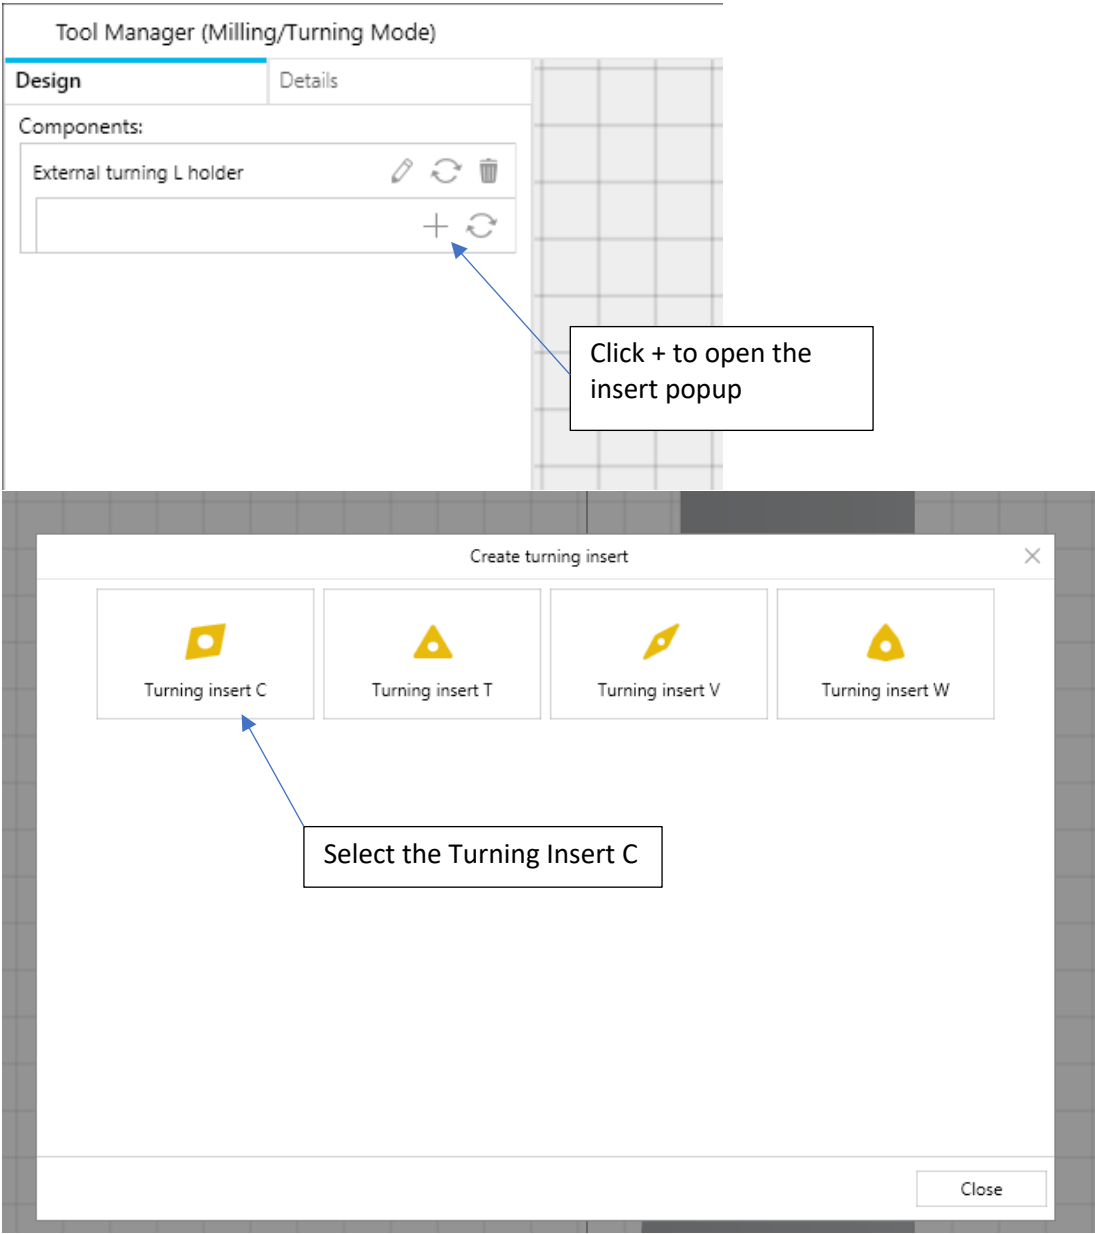 Tool Manager (Milling/Turning Mode)
Design
Details
Components:
External turning L holder
Click + to open the
insert popup
Create turning insert
Turning insert C
Turning insert T
Turning insert V
Turning insert W
Select the Turning Insert C
Close